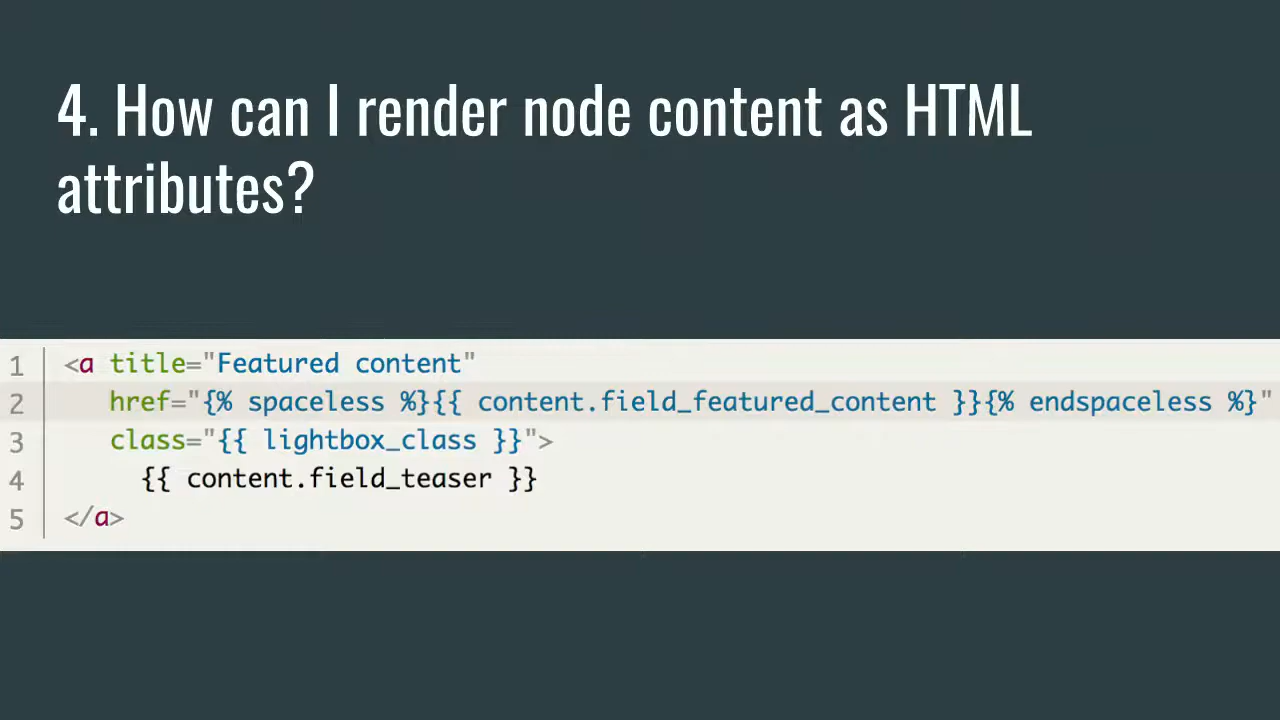 4. How can I render node content as HTML
attributes?
1 <a title="Featured content"
2 href="{% spaceless %}{{ content.field_featured_content }}{% endspaceless %}"
3 class="{{ lightbox_class }}">
4 {{ content.field_teaser }}
5 </a>